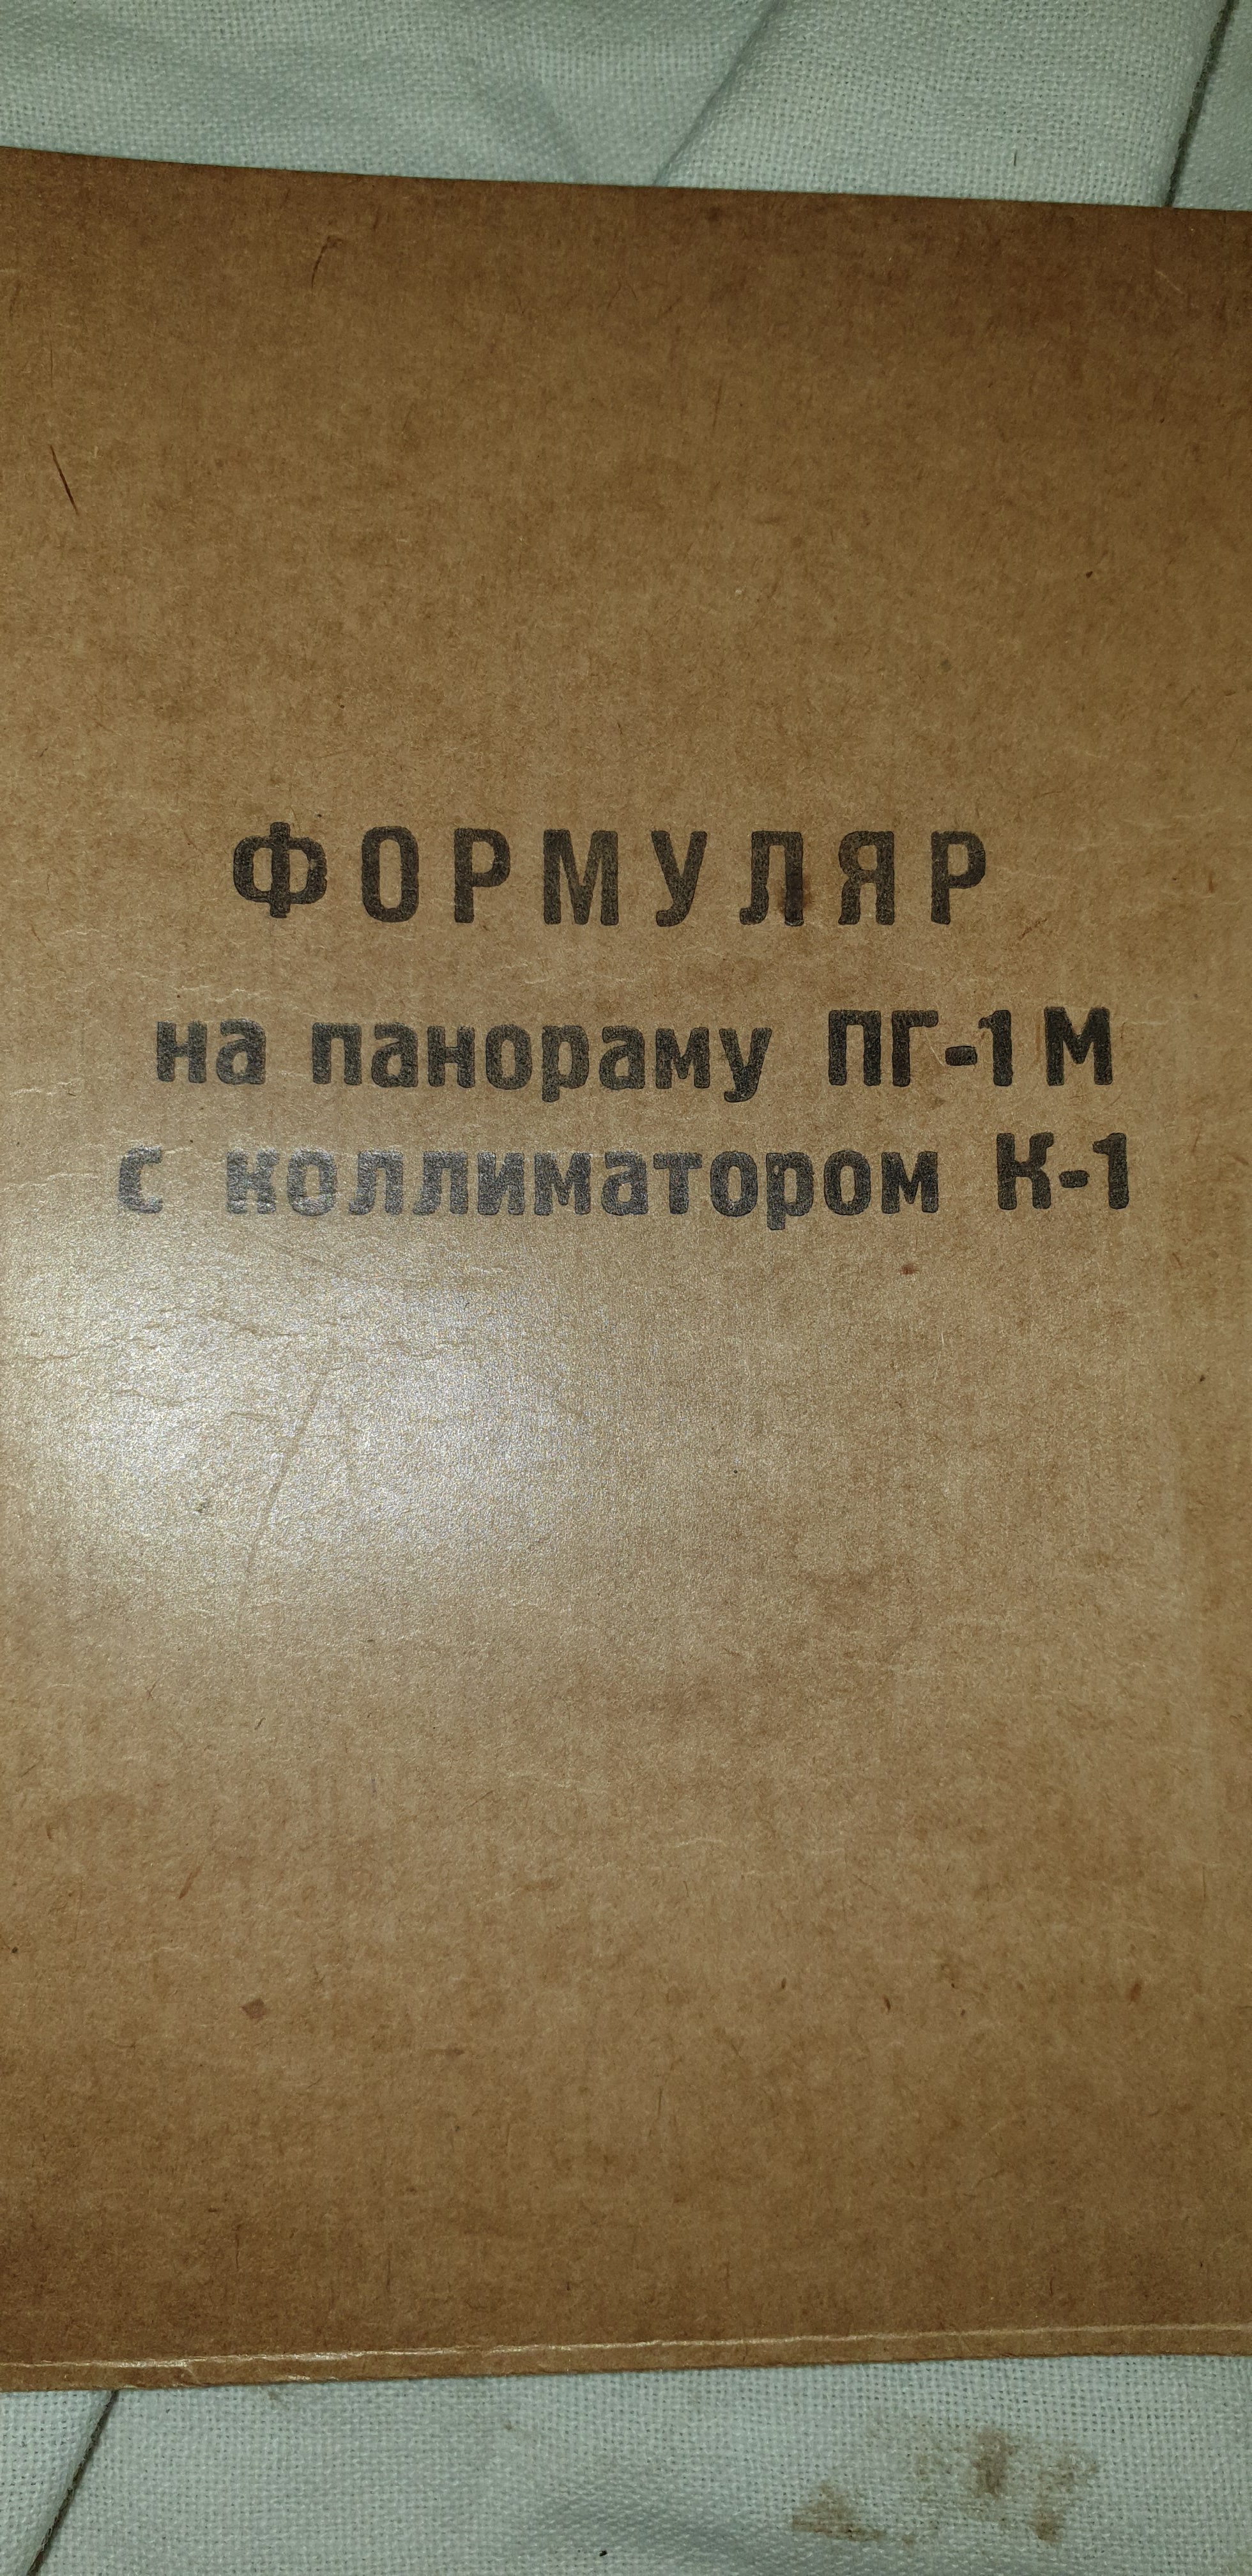 ФОРМУЛЯР
на панораму ПГ-1М
с коллиматором К-1